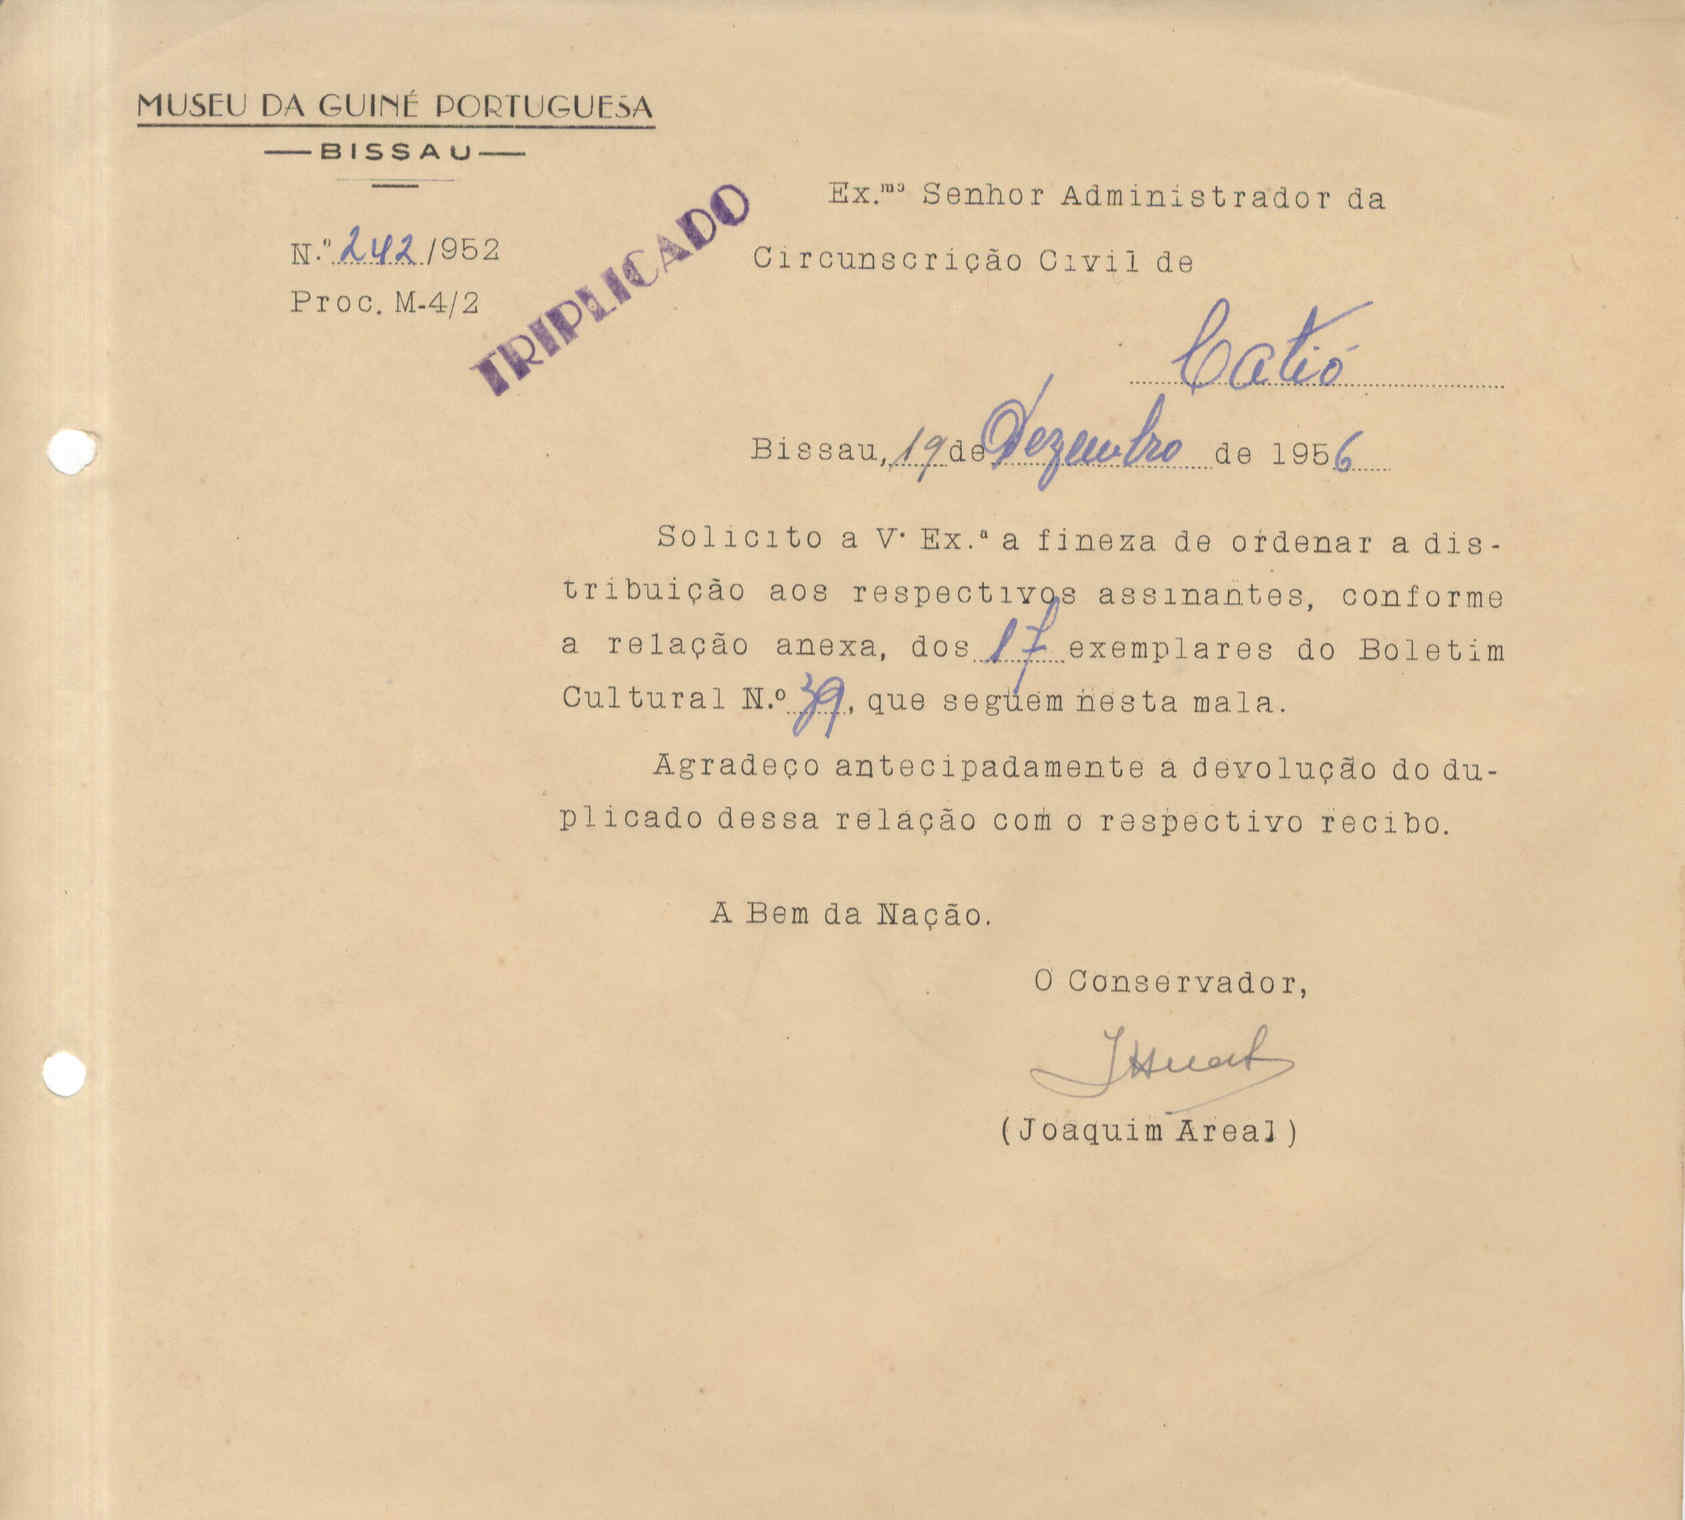 MUSEU DA GUINÉ PORTUGUESA
BISSAU
N.º 242/952
Proc. M-4/2
TRIPLICADO
Ex.mo Senhor Administrador da
Circunscrição Civil de
Catió
Bissau, 19 de Dezembro de 1956
Solicito a V. Ex.ª a fineza de ordenar a dis-
tribuição aos respectivos assinantes, conforme
a relação anexa, dos 17 exemplares do Boletim
Cultural N.º 39, que seguem nesta mala.
Agradeço antecipadamente a devolução do du-
plicado dessa relação com o respectivo recibo.
A Bem da Nação.
O Conservador,
(Joaquim Areal)